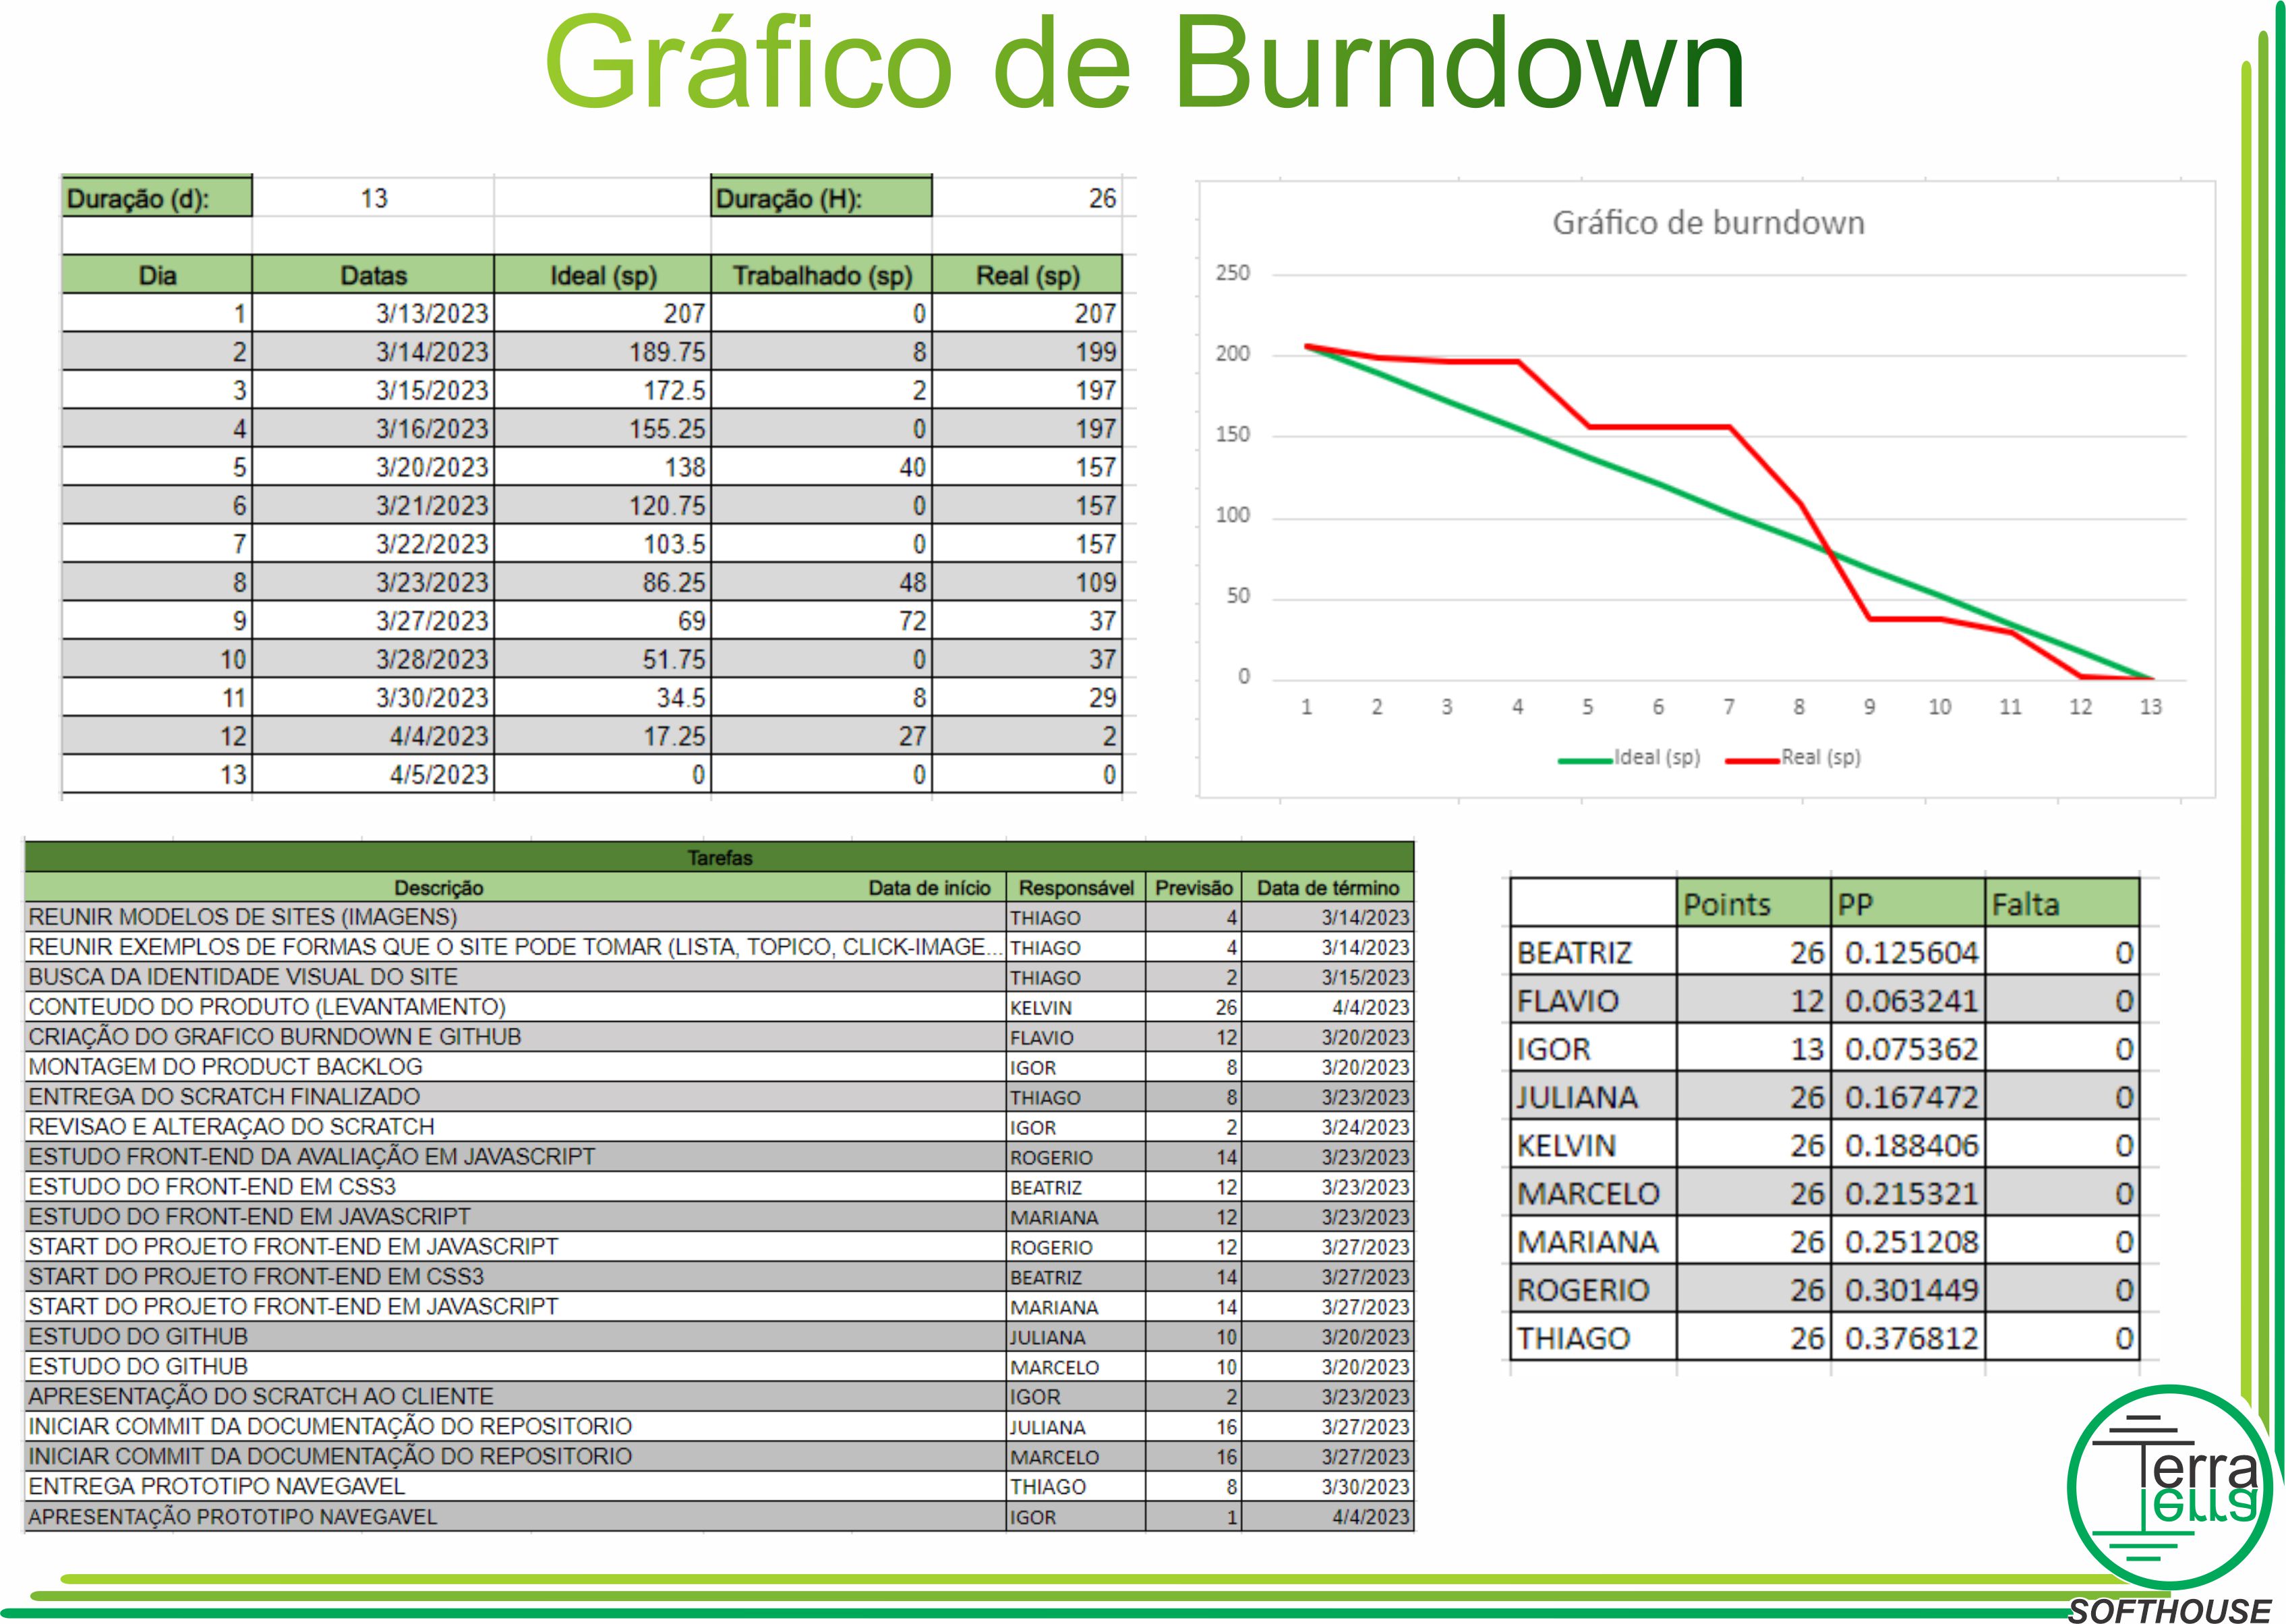 Gráfico de Burndown
Duração (d): 13 Duração (H): 26
Dia Datas Ideal (sp) Trabalhado (sp) Real (sp)
1 3/13/2023 207 0 207
2 3/14/2023 189.75 8 199
3 3/15/2023 172.5 2 197
4 3/16/2023 155.25 0 197
5 3/20/2023 138 40 157
6 3/21/2023 120.75 0 157
7 3/22/2023 103.5 0 157
8 3/23/2023 86.25 48 109
9 3/27/2023 69 72 37
10 3/28/2023 51.75 0 37
11 3/30/2023 34.5 8 29
12 4/4/2023 17.25 27 2
13 4/5/2023 0 0 0
Gráfico de burndown
250
200
150
100
50
0
1 2 3 4 5 6 7 8 9 10 11 12 13
Ideal (sp) Real (sp)
Tarefas
Descrição Data de início Responsável Previsão Data de término
REUNIR MODELOS DE SITES (IMAGENS) THIAGO 4 3/14/2023
REUNIR EXEMPLOS DE FORMAS QUE O SITE PODE TOMAR (LISTA, TOPICO, CLICK-IMAGE... THIAGO 4 3/14/2023
BUSCA DA IDENTIDADE VISUAL DO SITE THIAGO 2 3/15/2023
CONTEUDO DO PRODUTO (LEVANTAMENTO) KELVIN 26 4/4/2023
CRIAÇÃO DO GRAFICO BURNDOWN E GITHUB FLAVIO 12 3/20/2023
MONTAGEM DO PRODUCT BACKLOG IGOR 8 3/20/2023
ENTREGA DO SCRATCH FINALIZADO THIAGO 8 3/23/2023
REVISAO E ALTERAÇAO DO SCRATCH IGOR 2 3/24/2023
ESTUDO FRONT-END DA AVALIAÇÃO EM JAVASCRIPT ROGERIO 14 3/23/2023
ESTUDO DO FRONT-END EM CSS3 BEATRIZ 12 3/23/2023
ESTUDO DO FRONT-END EM JAVASCRIPT MARIANA 12 3/23/2023
START DO PROJETO FRONT-END EM JAVASCRIPT ROGERIO 12 3/27/2023
START DO PROJETO FRONT-END EM CSS3 BEATRIZ 14 3/27/2023
START DO PROJETO FRONT-END EM JAVASCRIPT MARIANA 14 3/27/2023
ESTUDO DO GITHUB JULIANA 10 3/20/2023
ESTUDO DO GITHUB MARCELO 10 3/20/2023
APRESENTAÇÃO DO SCRATCH AO CLIENTE IGOR 2 3/23/2023
INICIAR COMMIT DA DOCUMENTAÇÃO DO REPOSITORIO JULIANA 16 3/27/2023
INICIAR COMMIT DA DOCUMENTAÇÃO DO REPOSITORIO MARCELO 16 3/27/2023
ENTREGA PROTOTIPO NAVEGAVEL THIAGO 8 3/30/2023
APRESENTAÇÃO PROTOTIPO NAVEGAVEL IGOR 1 4/4/2023
Points PP Falta
BEATRIZ 26 0.125604 0
FLAVIO 12 0.063241 0
IGOR 13 0.075362 0
JULIANA 26 0.167472 0
KELVIN 26 0.188406 0
MARCELO 26 0.215321 0
MARIANA 26 0.251208 0
ROGERIO 26 0.301449 0
THIAGO 26 0.376812 0
Terra
Tellus
SOFTHOUSE